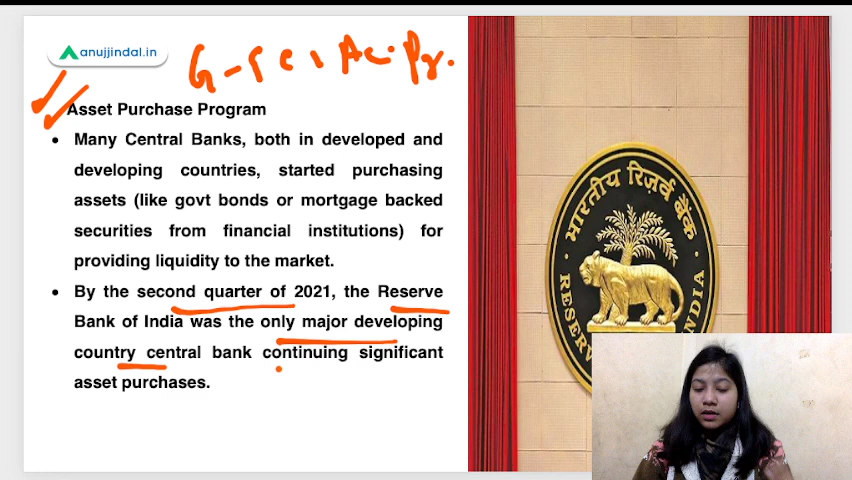 anujjindal.in
G-Sec Ac. Pr.
Asset Purchase Program
• Many Central Banks, both in developed and
developing countries, started purchasing
assets (like govt bonds or mortgage backed
securities from financial institutions) for
providing liquidity to the market.
• By the second quarter of 2021, the Reserve
Bank of India was the only major developing
country central bank continuing significant
asset purchases.
भारतीय रिज़र्व बैंक
RESERVE
INDIA